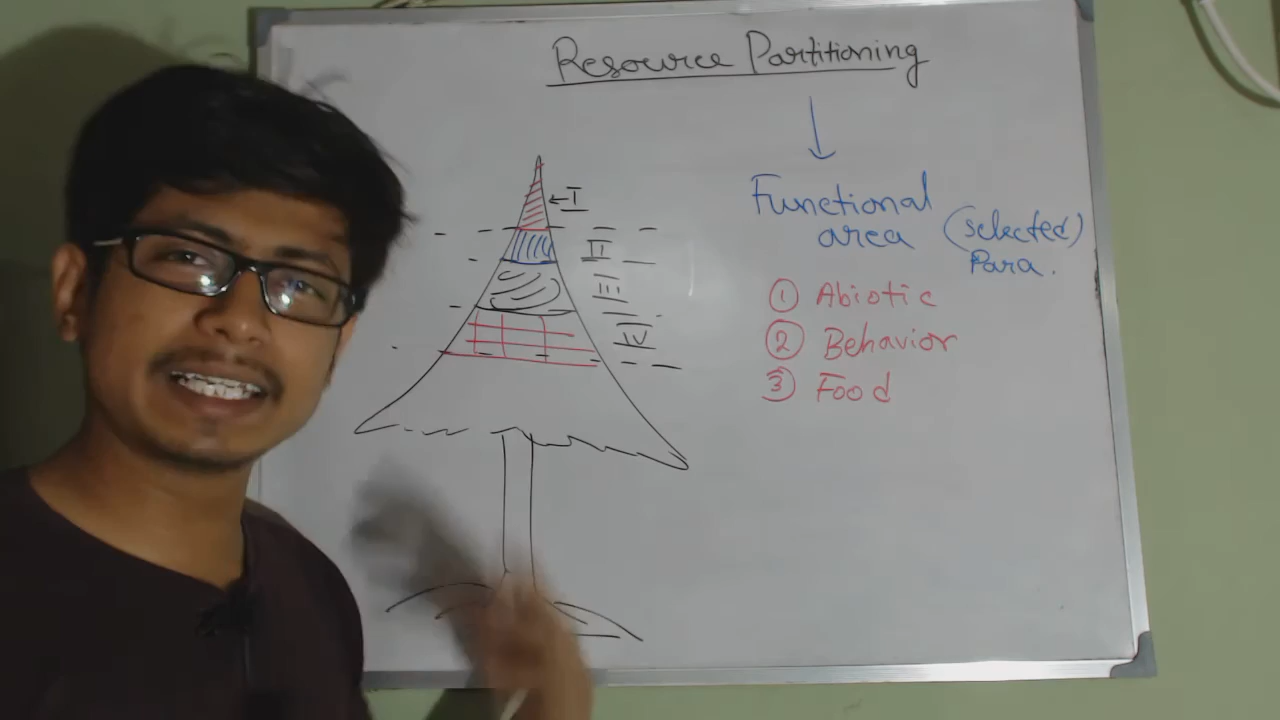 Resource Partitioning
I
II
III
IV
Functional
area (selected)
Para.
① Abiotic
② Behavior
③ Food